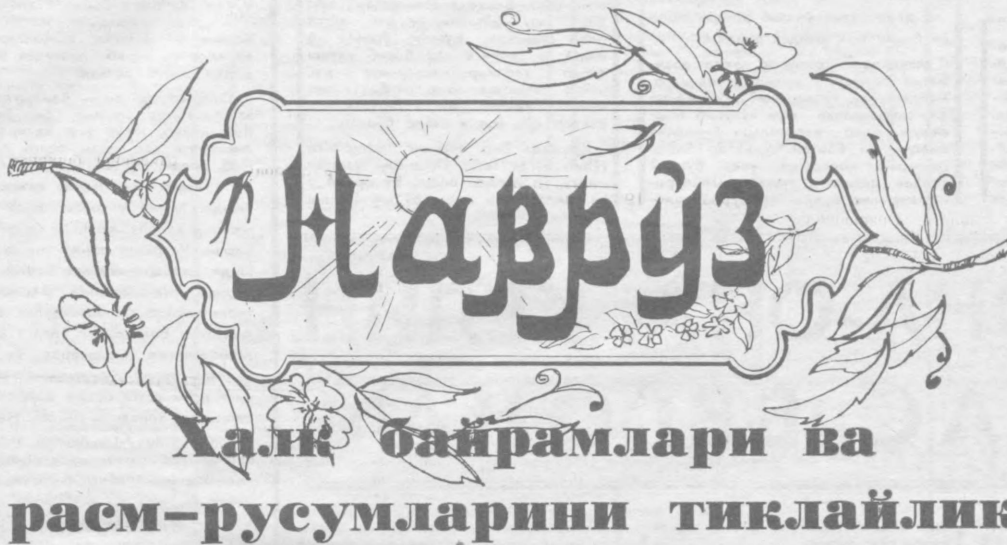 Наврўз
Халқ байрамлари ва
расм—русумларини тиклайлик